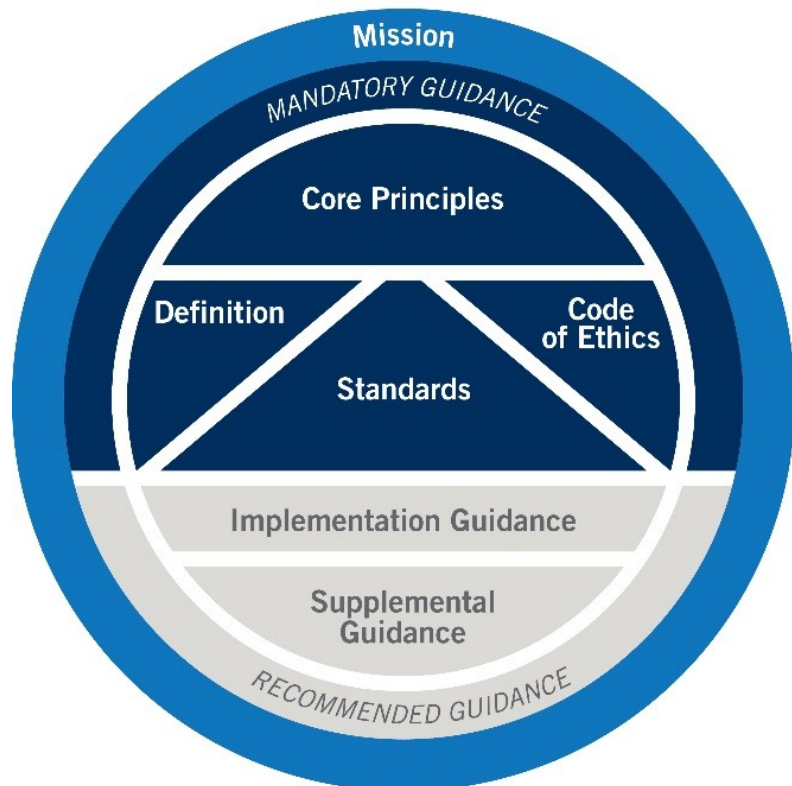 Mission
MANDATORY GUIDANCE
Core Principles
Definition
Code
of Ethics
Standards
Implementation Guidance
Supplemental
Guidance
RECOMMENDED GUIDANCE